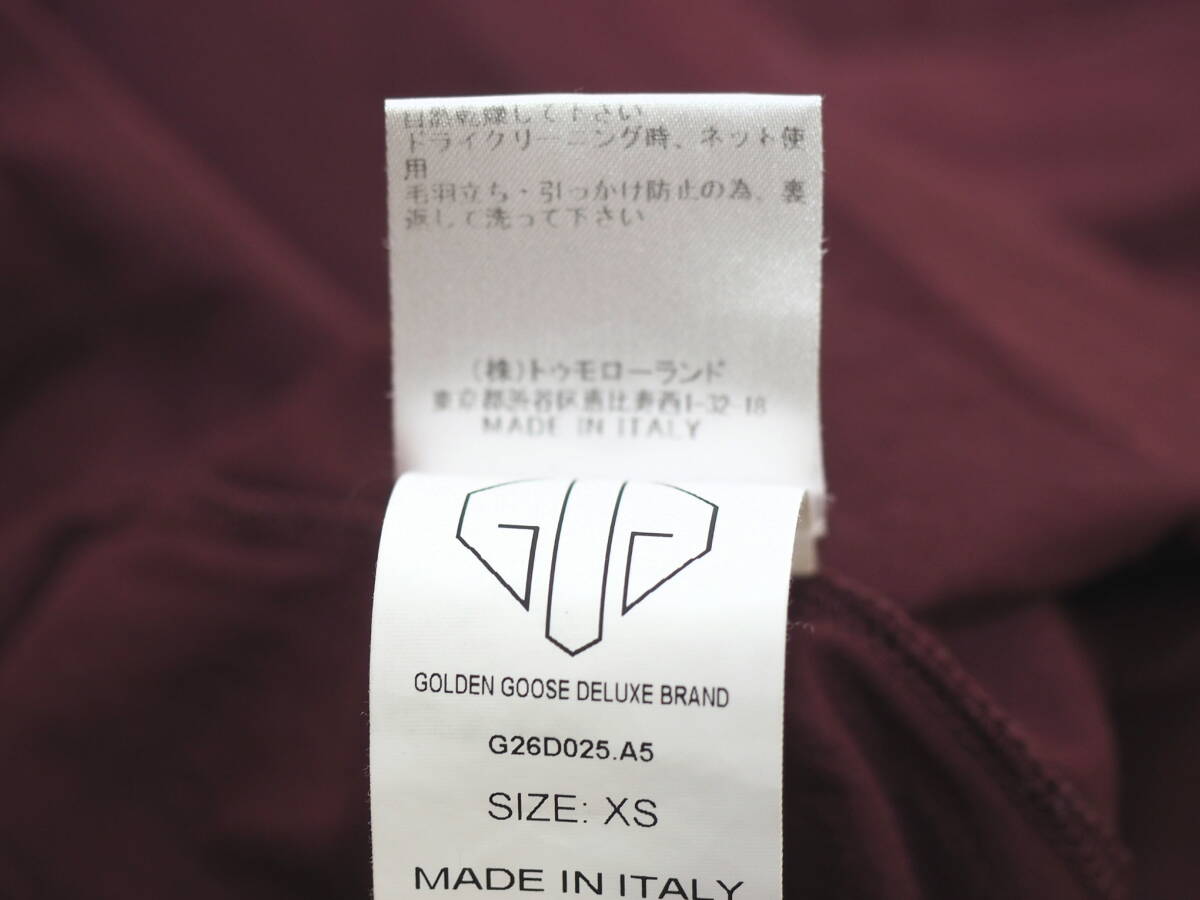 自然乾燥して下さい
ドライクリーニング時、ネット使
用
毛羽立ち・引っかけ防止の為、裏
返して洗って下さい
(株)トゥモローランド
東京都渋谷区恵比寿西1-32-18
MADE IN ITALY
GOLDEN GOOSE DELUXE BRAND
G26D025.A5
SIZE: XS
MADE IN ITALY